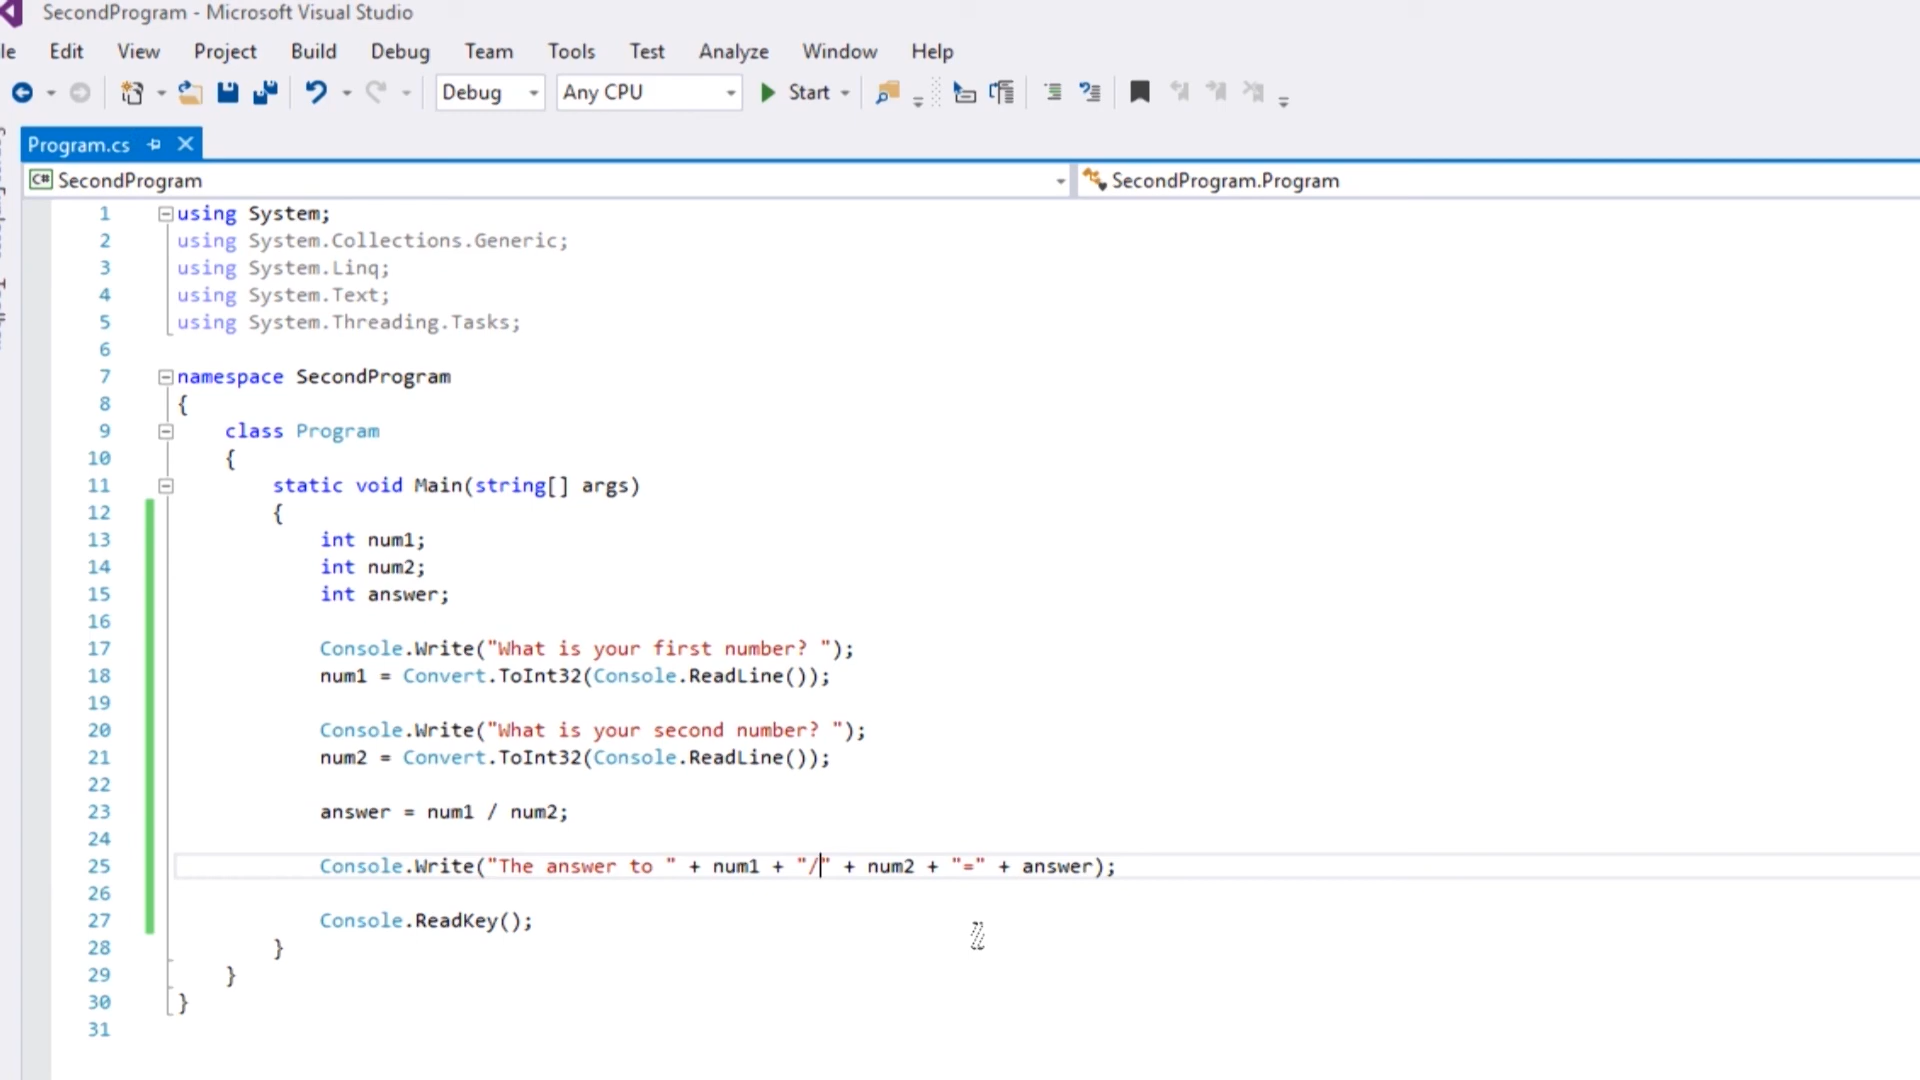 SecondProgram - Microsoft Visual Studio
le Edit View Project Build Debug Team Tools Test Analyze Window Help
Debug Any CPU Start
Program.cs
C# SecondProgram SecondProgram.Program
1 using System;
2 using System.Collections.Generic;
3 using System.Linq;
4 using System.Text;
5 using System.Threading.Tasks;
6
7 namespace SecondProgram
8 {
9 class Program
10 {
11 static void Main(string[] args)
12 {
13 int num1;
14 int num2;
15 int answer;
16
17 Console.Write("What is your first number? ");
18 num1 = Convert.ToInt32(Console.ReadLine());
19
20 Console.Write("What is your second number? ");
21 num2 = Convert.ToInt32(Console.ReadLine());
22
23 answer = num1 / num2;
24
25 Console.Write("The answer to " + num1 + "/" + num2 + "=" + answer);
26
27 Console.ReadKey();
28 }
29 }
30 }
31